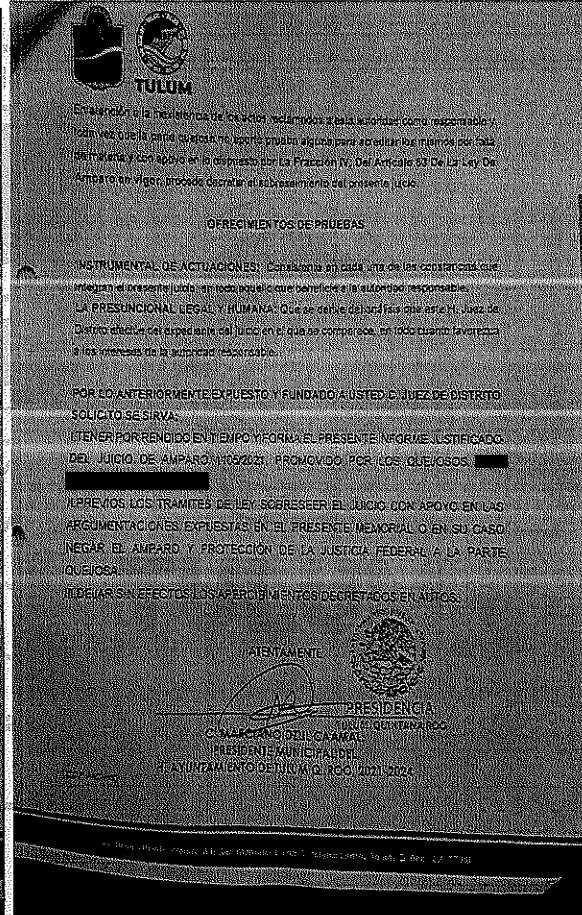 TULUM
En atención a la inexistencia de los actos reclamados a esta autoridad como responsable y
toda vez que la parte quejosa no aporto prueba alguna para acreditar los mismos por falta
de materia y con apoyo en lo dispuesto por La Fracción IV, Del Artículo 63 De La Ley De
Amparo en Vigor, procede decretar el sobreseimiento del presente juicio.
OFRECIMIENTOS DE PRUEBAS
INSTRUMENTAL DE ACTUACIONES: Consistente en cada una de las constancias que
integran el presente juicio, en todo aquello que beneficie a la autoridad responsable.
LA PRESUNCIONAL LEGAL Y HUMANA: Que se derive del análisis que este H. Juez de
Distrito efectue del expediente del juicio en el que se comparece, en todo cuanto favorezca
a los intereses de la autoridad responsable.
POR LO ANTERIORMENTE EXPUESTO Y FUNDADO A USTED C. JUEZ DE DISTRITO
SOLICITO SE SIRVA:
I.TENER POR RENDIDO EN TIEMPO Y FORMA EL PRESENTE INFORME JUSTIFICADO
DEL JUICIO DE AMPARO 1105/2021, PROMOVIDO POR LOS QUEJOSOS
II.PREVIOS LOS TRAMITES DE LEY SOBRESEER EL JUICIO CON APOYO EN LAS
ARGUMENTACIONES EXPUESTAS EN EL PRESENTE MEMORIAL O EN SU CASO
NEGAR EL AMPARO Y PROTECCIÓN DE LA JUSTICIA FEDERAL A LA PARTE
QUEJOSA.
III.DEJAR SIN EFECTOS LOS APERCIBIMIENTOS DECRETADOS EN AUTOS.
ATENTAMENTE
PRESIDENCIA
TULUM, QUINTANA ROO
C. MARCIANO DZUL CAAMAL
PRESIDENTE MUNICIPAL DEL
H. AYUNTAMIENTO DE TULUM, Q. ROO, 2021-2024